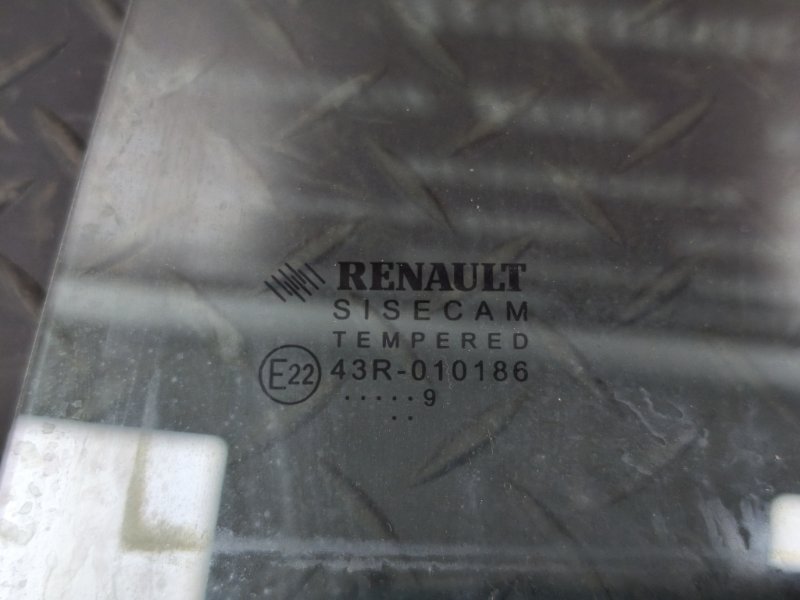 RENAULT
SISECAM
TEMPERED
E22 43R-010186
.....9
..